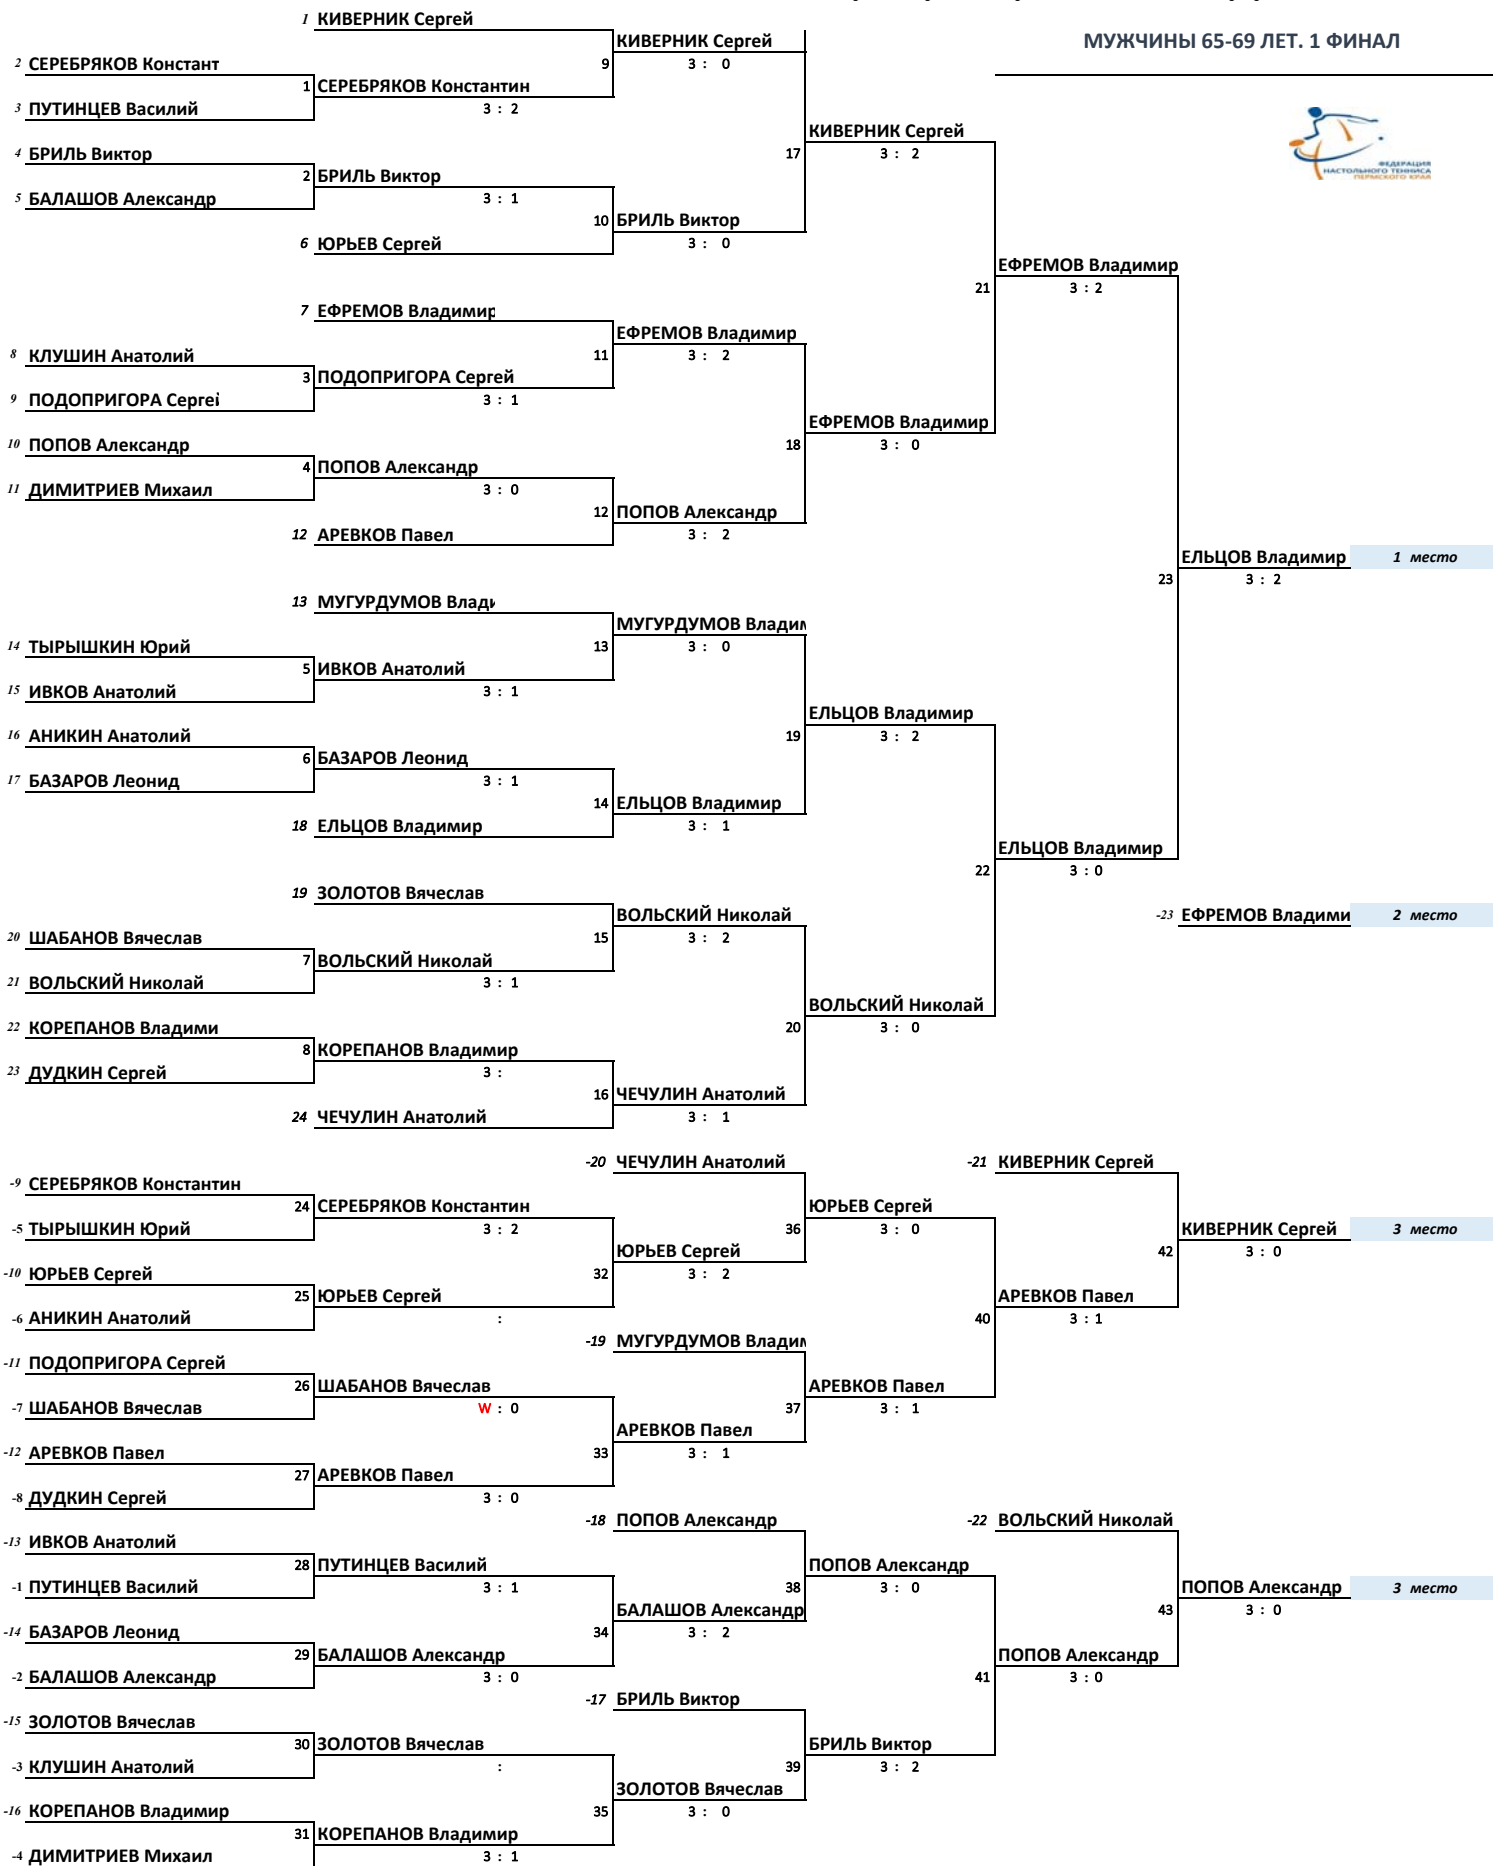 1 КИВЕРНИК Сергей
КИВЕРНИК Сергей
МУЖЧИНЫ 65-69 ЛЕТ. 1 ФИНАЛ
2 СЕРЕБРЯКОВ Констант
9
3 : 0
1 СЕРЕБРЯКОВ Константин
3 ПУТИНЦЕВ Василий
3 : 2
КИВЕРНИК Сергей
4 БРИЛЬ Виктор
17
3 : 2
ФЕДЕРАЦИЯ
НАСТОЛЬНОГО ТЕННИСА
ПЕРМСКОГО КРАЯ
2 БРИЛЬ Виктор
5 БАЛАШОВ Александр
3 : 1
10 БРИЛЬ Виктор
6 ЮРЬЕВ Сергей
3 : 0
ЕФРЕМОВ Владимир
21
3 : 2
7 ЕФРЕМОВ Владимир
ЕФРЕМОВ Владимир
8 КЛУШИН Анатолий
11
3 : 2
3 ПОДОПРИГОРА Сергей
9 ПОДОПРИГОРА Сергей
3 : 1
ЕФРЕМОВ Владимир
10 ПОПОВ Александр
18
3 : 0
4 ПОПОВ Александр
11 ДИМИТРИЕВ Михаил
3 : 0
12 ПОПОВ Александр
12 АРЕВКОВ Павел
3 : 2
ЕЛЬЦОВ Владимир 1 место
23
3 : 2
13 МУГУРДУМОВ Влади
МУГУРДУМОВ Владим
14 ТЫРЫШКИН Юрий
13
3 : 0
5 ИВКОВ Анатолий
15 ИВКОВ Анатолий
3 : 1
ЕЛЬЦОВ Владимир
16 АНИКИН Анатолий
19
3 : 2
6 БАЗАРОВ Леонид
17 БАЗАРОВ Леонид
3 : 1
14 ЕЛЬЦОВ Владимир
18 ЕЛЬЦОВ Владимир
3 : 1
ЕЛЬЦОВ Владимир
22
3 : 0
19 ЗОЛОТОВ Вячеслав
ВОЛЬСКИЙ Николай
-23 ЕФРЕМОВ Владими 2 место
20 ШАБАНОВ Вячеслав
15
3 : 2
7 ВОЛЬСКИЙ Николай
21 ВОЛЬСКИЙ Николай
3 : 1
ВОЛЬСКИЙ Николай
22 КОРЕПАНОВ Владими
20
3 : 0
8 КОРЕПАНОВ Владимир
23 ДУДКИН Сергей
3 :
16 ЧЕЧУЛИН Анатолий
24 ЧЕЧУЛИН Анатолий
3 : 1
-20 ЧЕЧУЛИН Анатолий
-21 КИВЕРНИК Сергей
-9 СЕРЕБРЯКОВ Константин
24 СЕРЕБРЯКОВ Константин
ЮРЬЕВ Сергей
-5 ТЫРЫШКИН Юрий
3 : 2
36
3 : 0
КИВЕРНИК Сергей 3 место
ЮРЬЕВ Сергей
42
3 : 0
-10 ЮРЬЕВ Сергей
32
3 : 2
25 ЮРЬЕВ Сергей
АРЕВКОВ Павел
-6 АНИКИН Анатолий
:
40
3 : 1
-19 МУГУРДУМОВ Владим
-11 ПОДОПРИГОРА Сергей
26 ШАБАНОВ Вячеслав
АРЕВКОВ Павел
-7 ШАБАНОВ Вячеслав
W : 0
37
3 : 1
АРЕВКОВ Павел
-12 АРЕВКОВ Павел
33
3 : 1
27 АРЕВКОВ Павел
-8 ДУДКИН Сергей
3 : 0
-18 ПОПОВ Александр
-22 ВОЛЬСКИЙ Николай
-13 ИВКОВ Анатолий
28 ПУТИНЦЕВ Василий
ПОПОВ Александр
-1 ПУТИНЦЕВ Василий
3 : 1
38
3 : 0
ПОПОВ Александр 3 место
БАЛАШОВ Александр
43
3 : 0
-14 БАЗАРОВ Леонид
34
3 : 2
29 БАЛАШОВ Александр
ПОПОВ Александр
-2 БАЛАШОВ Александр
3 : 0
41
3 : 0
-17 БРИЛЬ Виктор
-15 ЗОЛОТОВ Вячеслав
30 ЗОЛОТОВ Вячеслав
БРИЛЬ Виктор
-3 КЛУШИН Анатолий
:
39
3 : 2
ЗОЛОТОВ Вячеслав
-16 КОРЕПАНОВ Владимир
35
3 : 0
31 КОРЕПАНОВ Владимир
-4 ДИМИТРИЕВ Михаил
3 : 1